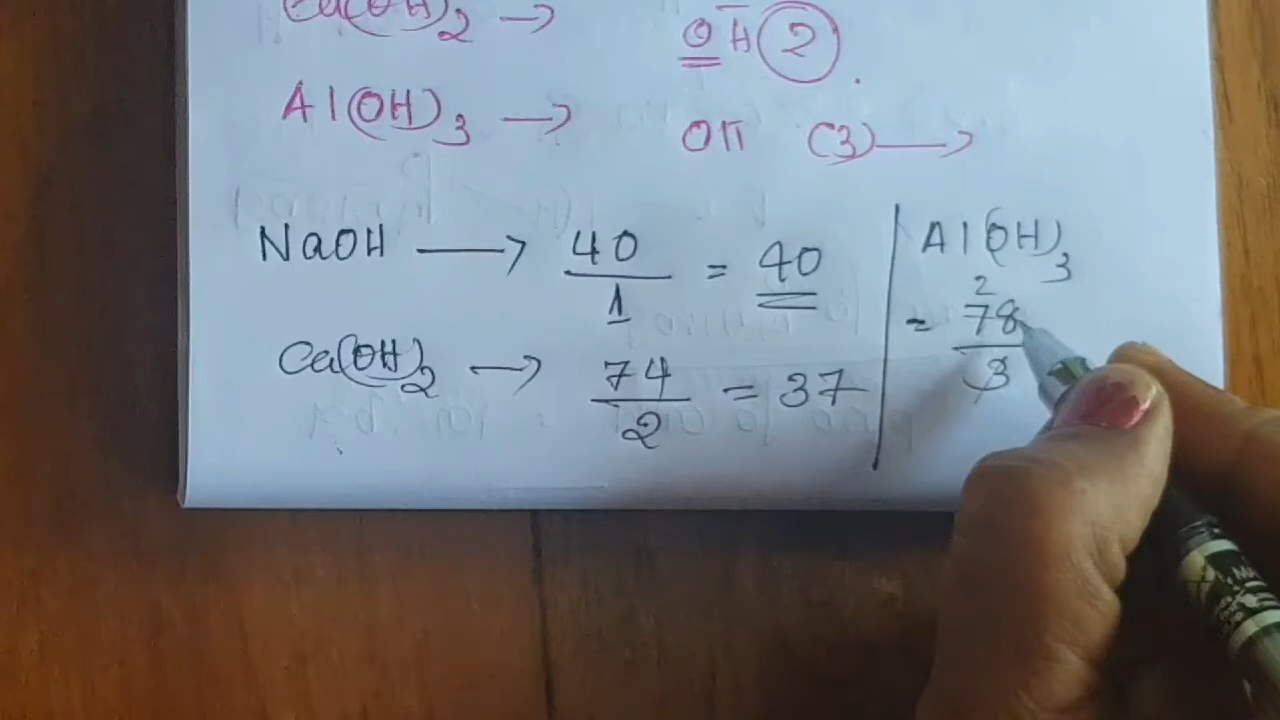 Ca(OH)2 → OH⁻ 2
Al(OH)3 → OH (3) →
NaOH → 40/1 = 40
Ca(OH)2 → 74/2 = 37
Al(OH)3
= 78/3
2